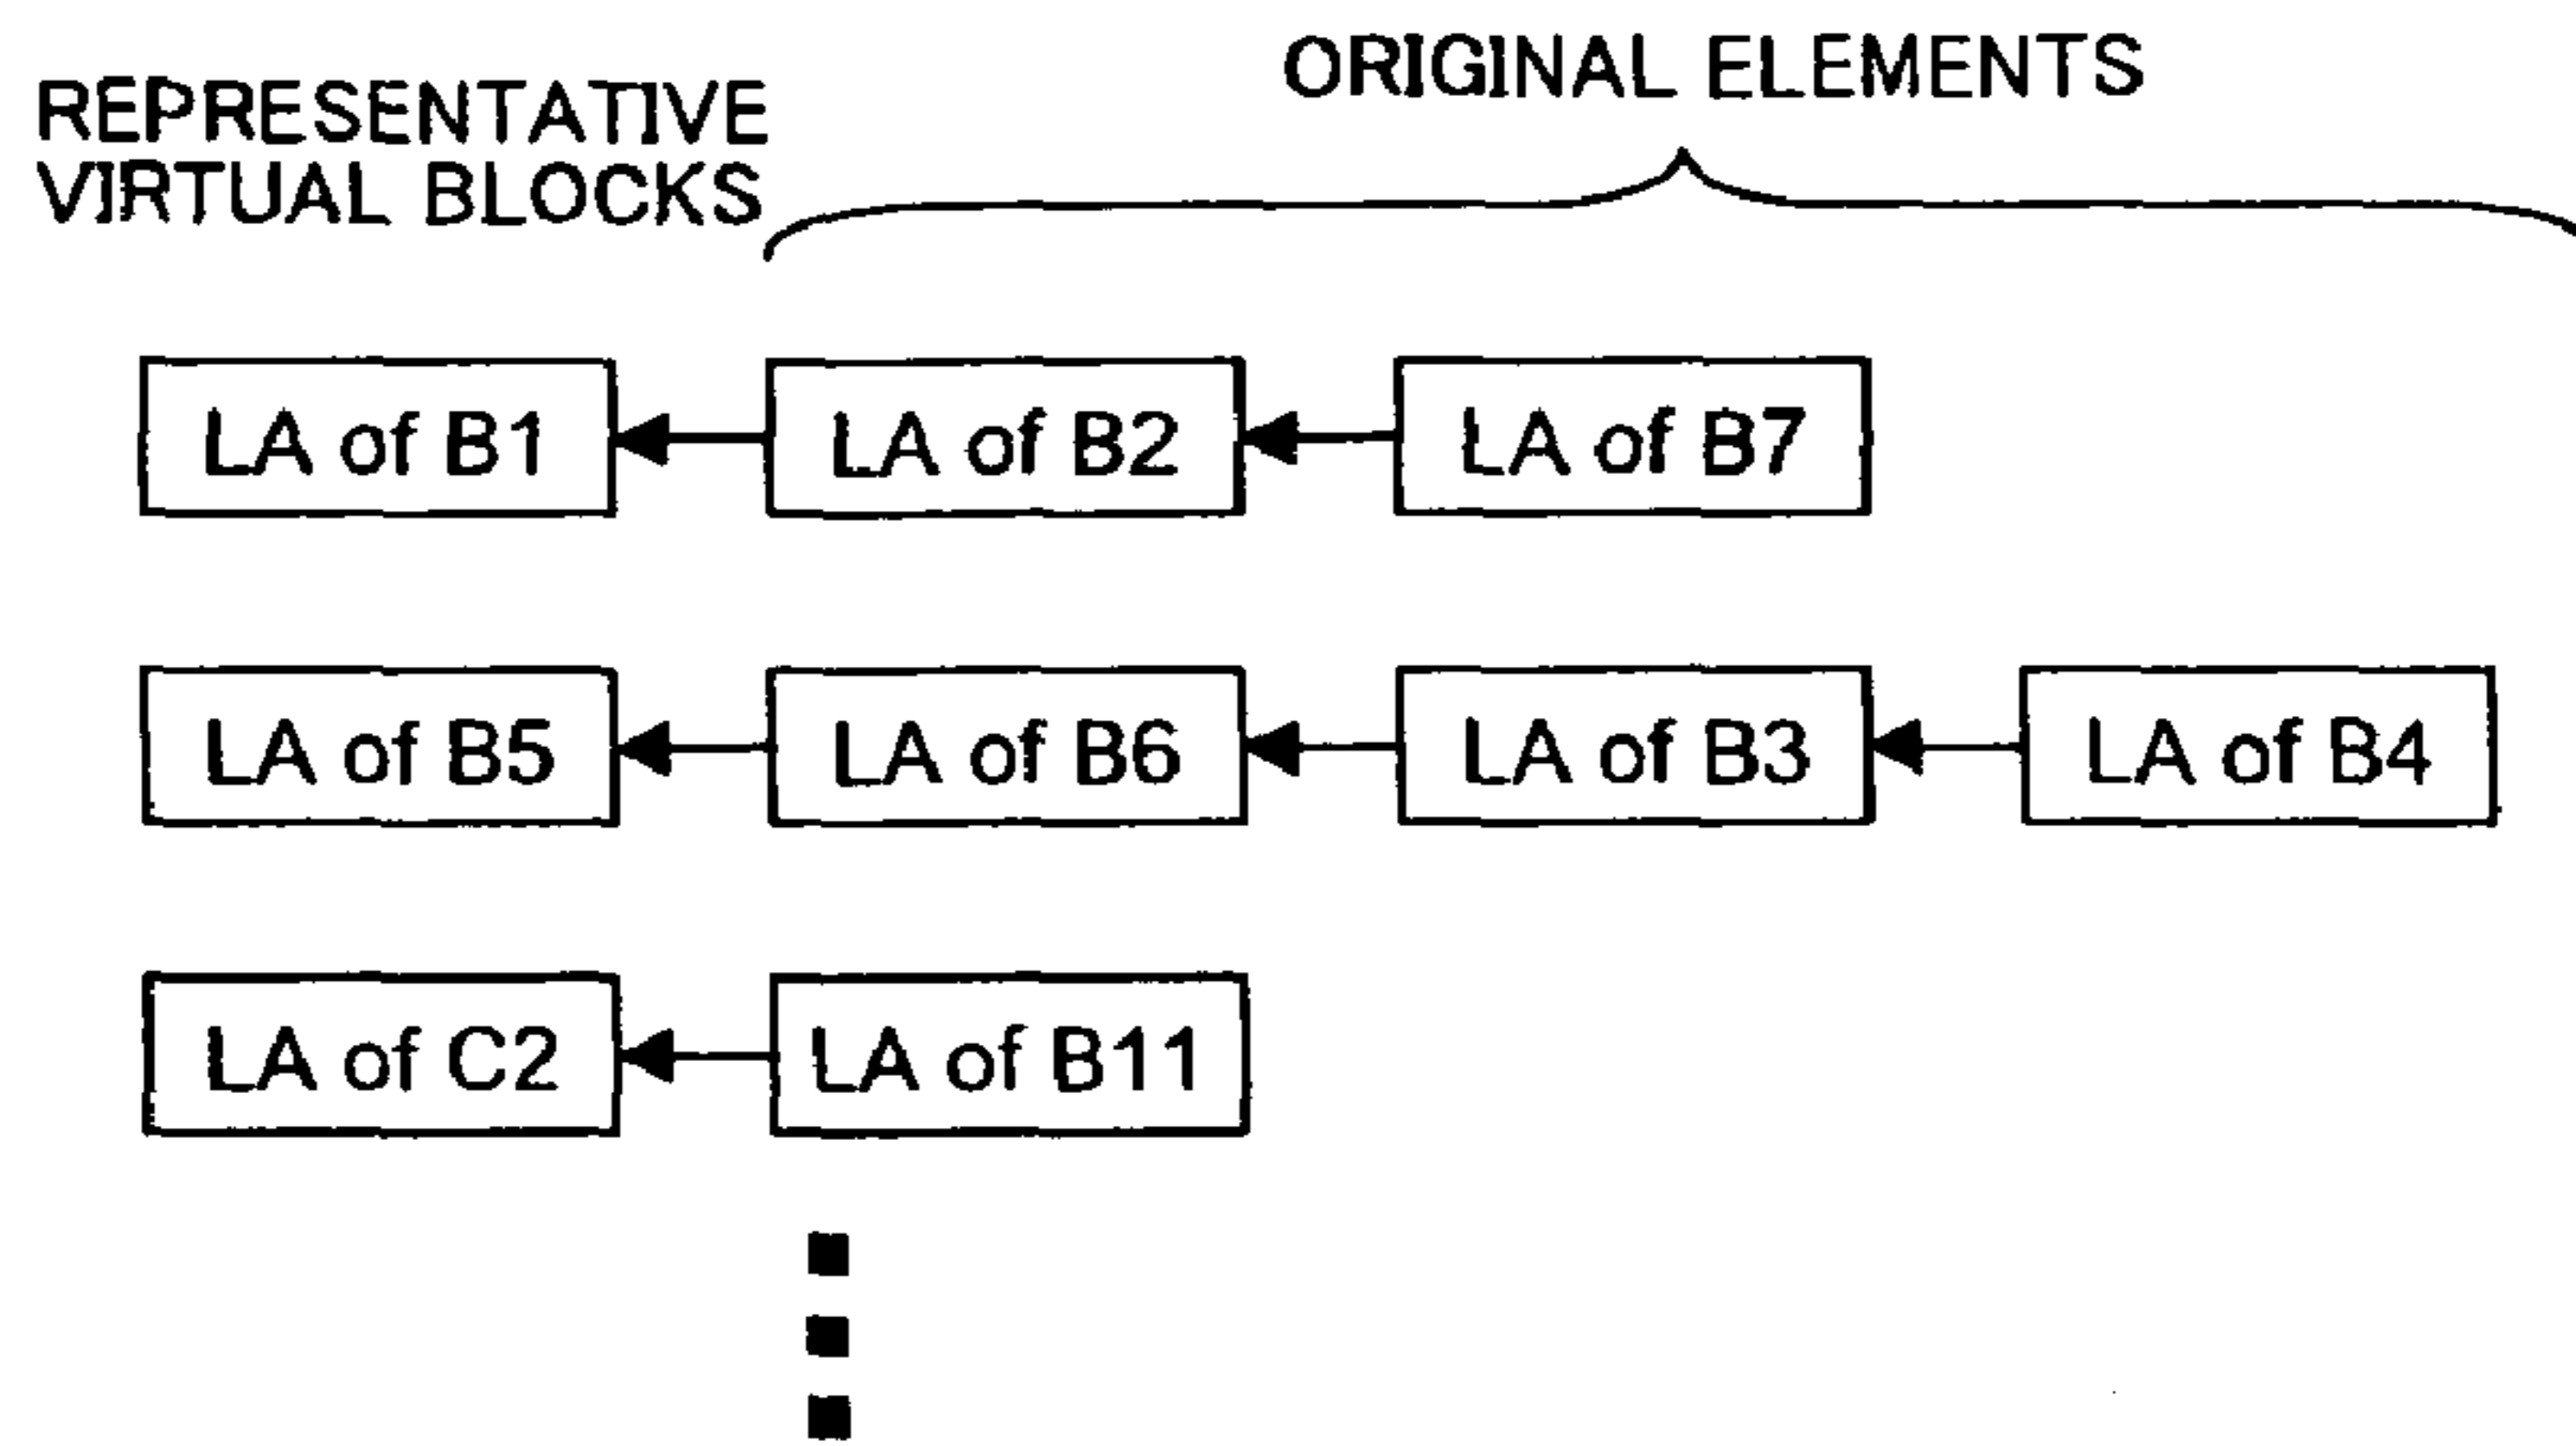 ORIGINAL ELEMENTS
REPRESENTATIVE
VIRTUAL BLOCKS
LA of B1
LA of B2
LA of B7
LA of B5
LA of B6
LA of B3
LA of B4
LA of C2
LA of B11